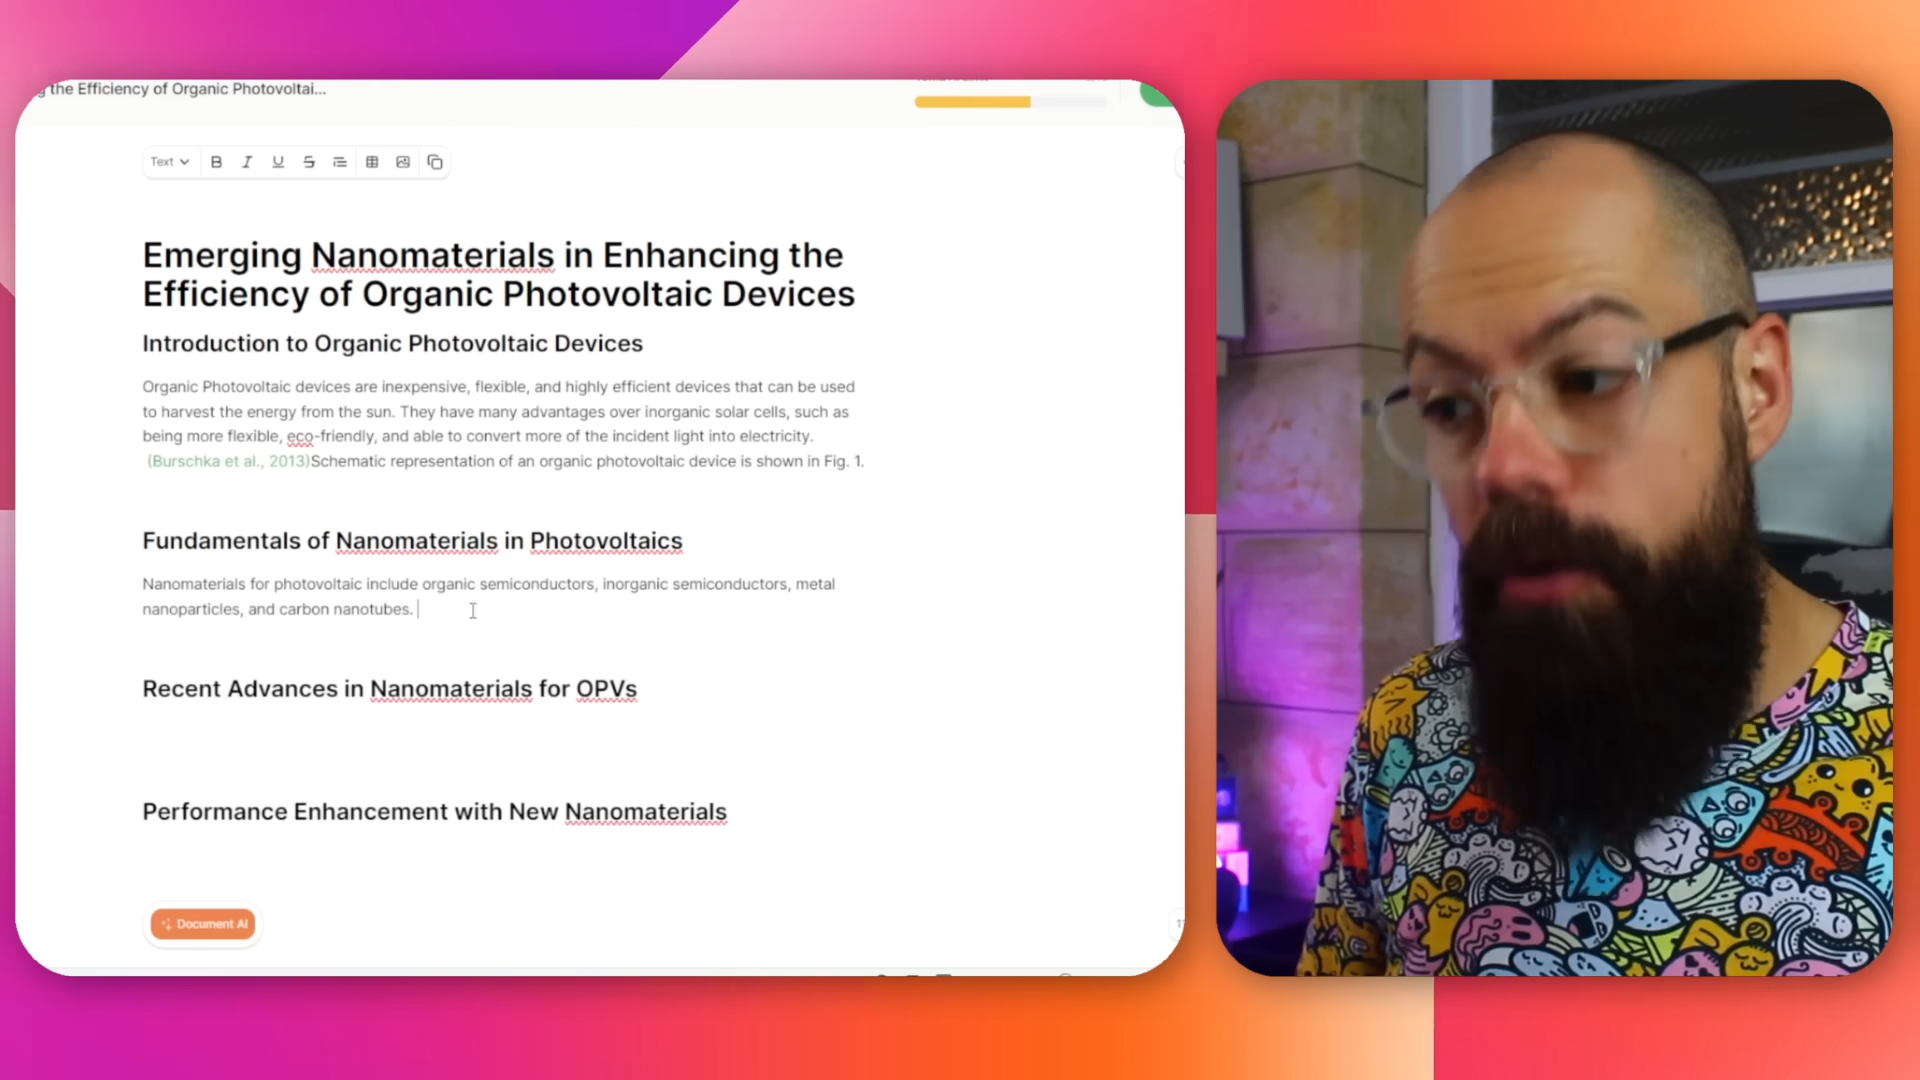 g the Efficiency of Organic Photovoltai...
Text
Emerging Nanomaterials in Enhancing the
Efficiency of Organic Photovoltaic Devices
Introduction to Organic Photovoltaic Devices
Organic Photovoltaic devices are inexpensive, flexible, and highly efficient devices that can be used
to harvest the energy from the sun. They have many advantages over inorganic solar cells, such as
being more flexible, eco-friendly, and able to convert more of the incident light into electricity.
(Burschka et al., 2013)Schematic representation of an organic photovoltaic device is shown in Fig. 1.
Fundamentals of Nanomaterials in Photovoltaics
Nanomaterials for photovoltaic include organic semiconductors, inorganic semiconductors, metal
nanoparticles, and carbon nanotubes.
Recent Advances in Nanomaterials for OPVs
Performance Enhancement with New Nanomaterials
Document AI